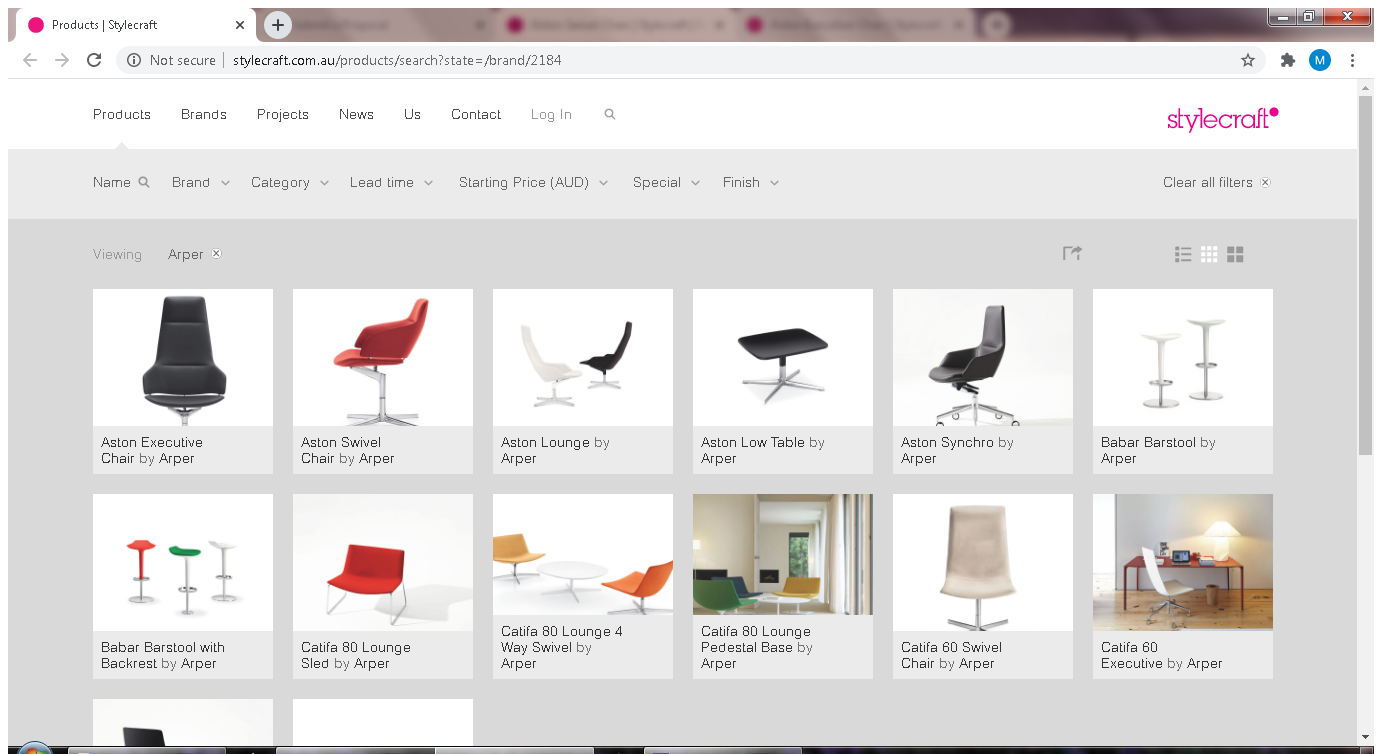 Products | Stylecraft
Not secure
stylecraft.com.au/products/search?state=/brand/2184
M
Products
Brands
Projects
News
Us
Contact
Log In
stylecraft
Name
Brand
Category
Lead time
Starting Price (AUD)
Special
Finish
Clear all filters
Viewing
Arper
Aston Executive
Chair by Arper
Aston Swivel
Chair by Arper
Aston Lounge by
Arper
Aston Low Table by
Arper
Aston Synchro by
Arper
Babar Barstool by
Arper
Babar Barstool with
Backrest by Arper
Catifa 80 Lounge
Sled by Arper
Catifa 80 Lounge 4
Way Swivel by
Arper
Catifa 80 Lounge
Pedestal Base by
Arper
Catifa 60 Swivel
Chair by Arper
Catifa 60
Executive by Arper